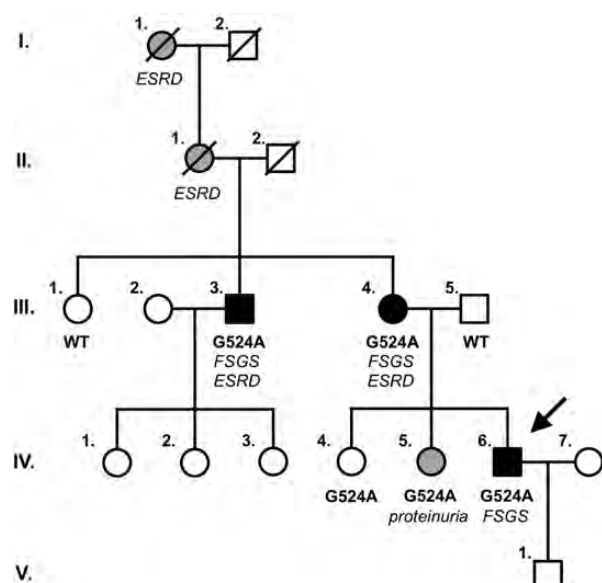 I. 1. 2.
ESRD
II. 1. 2.
ESRD
III. 1. 2. 3. 4. 5.
WT G524A G524A WT
FSGS FSGS
ESRD ESRD
IV. 1. 2. 3. 4. 5. 6. 7.
G524A G524A G524A
proteinuria FSGS
V. 1.